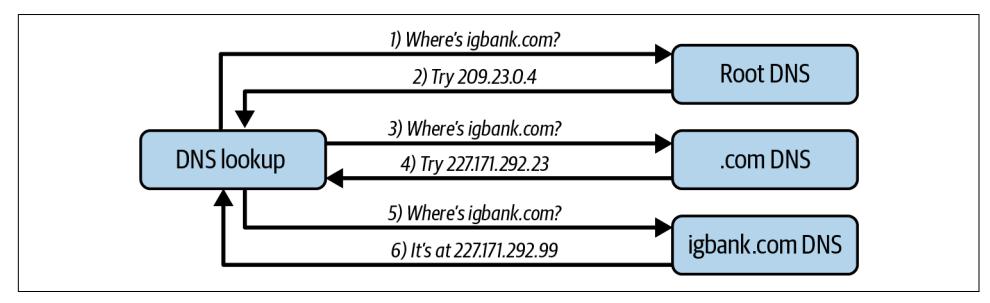 1) Where's igbank.com?
Root DNS
2) Try 209.23.0.4
3) Where's igbank.com?
DNS lookup
.com DNS
4) Try 227.171.292.23
5) Where's igbank.com?
igbank.com DNS
6) It's at 227.171.292.99